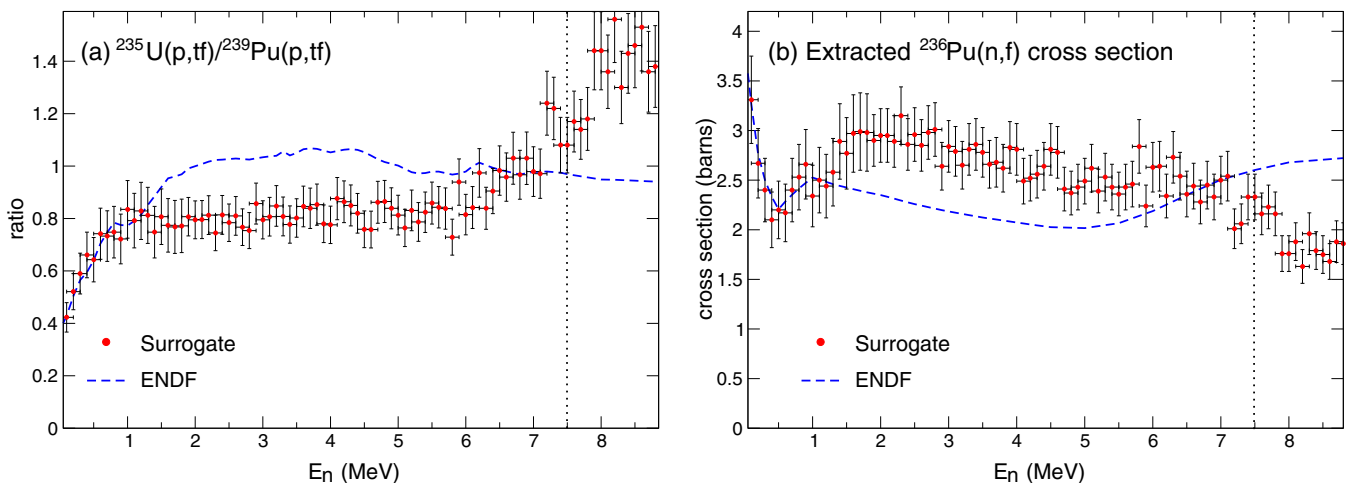 (a) ²³⁵U(p,tf)/²³⁹Pu(p,tf)
ratio
1.4
1.2
1
0.8
0.6
0.4
0.2
0
Surrogate
ENDF
1 2 3 4 5 6 7 8
Eₙ (MeV)
(b) Extracted ²³⁶Pu(n,f) cross section
cross section (barns)
4
3.5
3
2.5
2
1.5
1
0.5
0
Surrogate
ENDF
1 2 3 4 5 6 7 8
Eₙ (MeV)